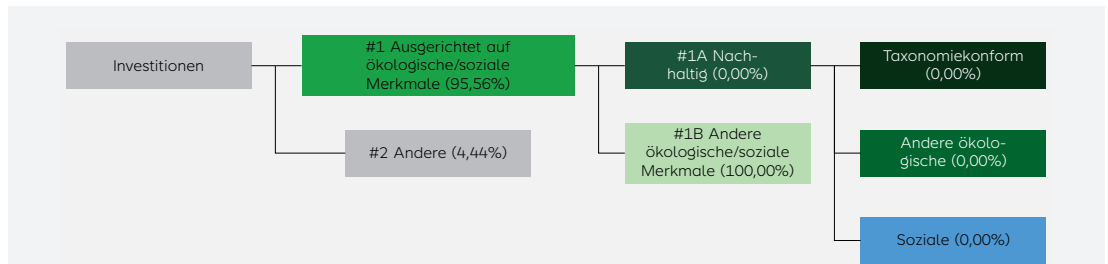 Investitionen
#1 Ausgerichtet auf
ökologische/soziale
Merkmale (95,56%)
#2 Andere (4,44%)
#1A Nach-
haltig (0,00%)
#1B Andere
ökologische/soziale
Merkmale (100,00%)
Taxonomiekonform
(0,00%)
Andere ökolo-
gische (0,00%)
Soziale (0,00%)